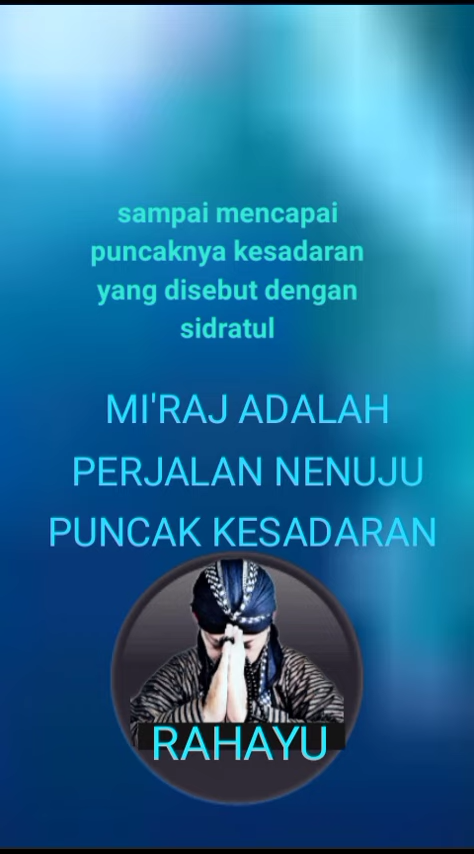 sampai mencapai
puncaknya kesadaran
yang disebut dengan
sidratul
MI'RAJ ADALAH
PERJALAN NENUJU
PUNCAK KESADARAN
RAHAYU